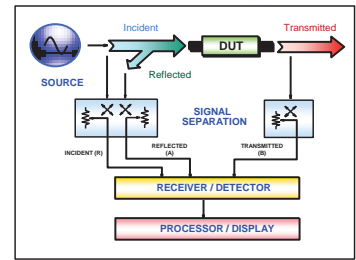 Incident
Transmitted
DUT
Reflected
SOURCE
SIGNAL
SEPARATION
INCIDENT (R)
REFLECTED
(A)
TRANSMITTED
(B)
RECEIVER / DETECTOR
PROCESSOR / DISPLAY